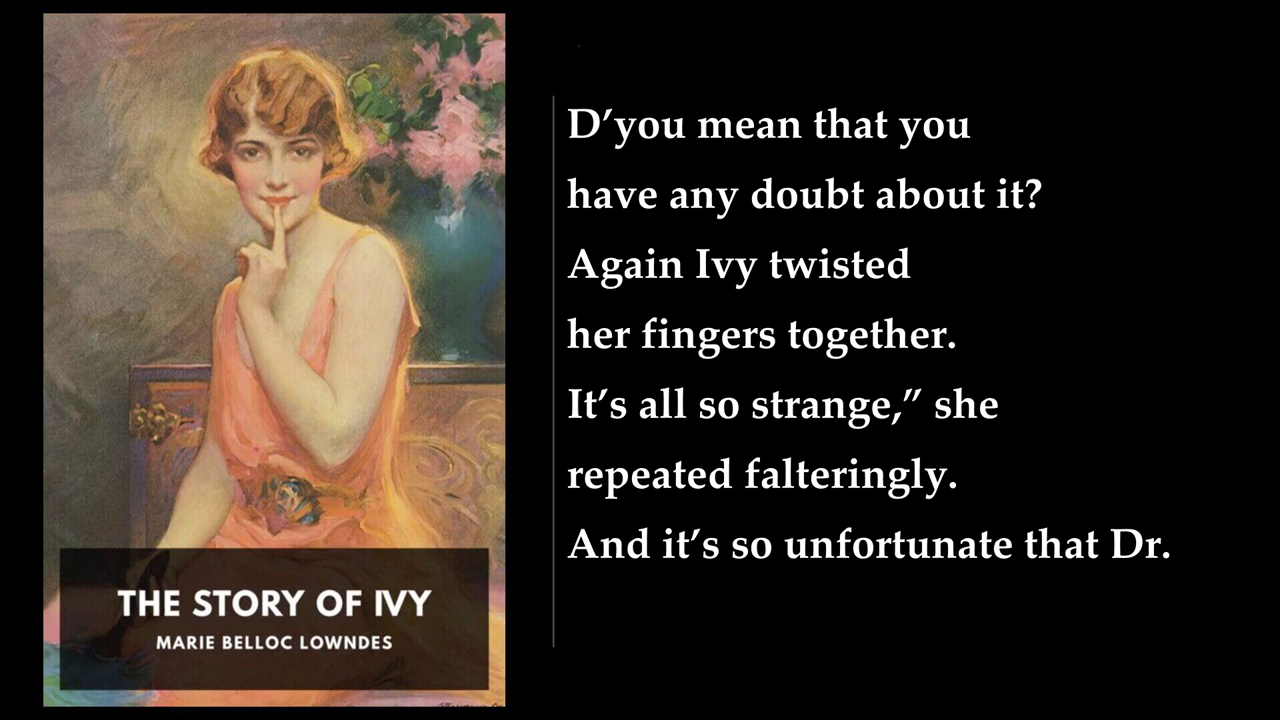 THE STORY OF IVY
MARIE BELLOC LOWNDES
D’you mean that you
have any doubt about it?
Again Ivy twisted
her fingers together.
It’s all so strange,” she
repeated falteringly.
And it’s so unfortunate that Dr.